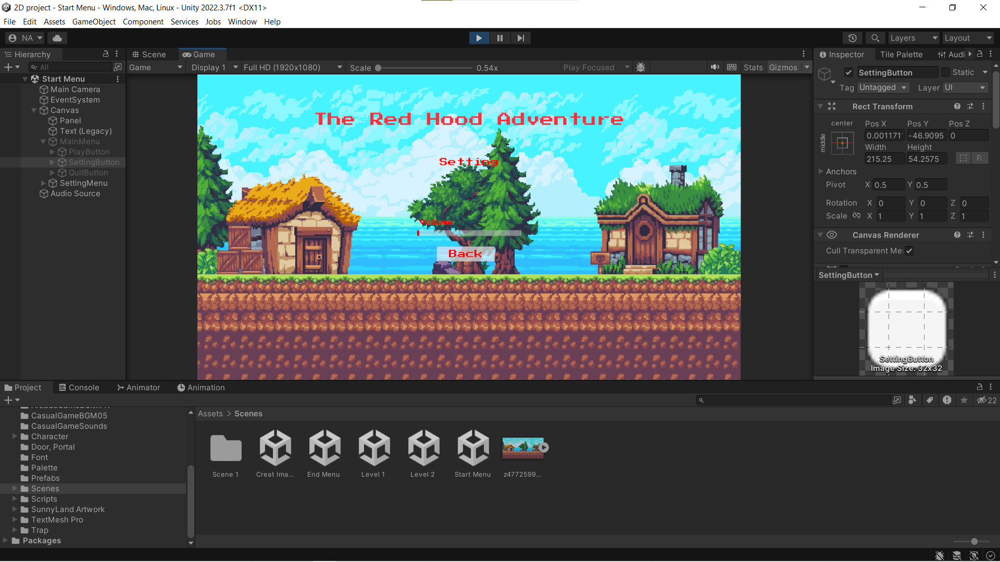 2D project - Start Menu - Windows, Mac, Linux - Unity 2022.3.7f1 <DX11>
File Edit Assets GameObject Component Services Jobs Window Help
NA Layers Layout
Hierarchy Scene Game Inspector Tile Palette Audi
All Game Display 1 Full HD (1920x1080) Scale 0.54x Play Focused Stats Gizmos
SettingButton Static
Tag Untagged Layer UI
Start Menu
Main Camera
EventSystem
Canvas
Panel
Text (Legacy)
MainMenu
PlayButton
SettingButton
QuitButton
SettingMenu
Audio Source
The Red Hood Adventure
Setting
Volume
Back
Rect Transform
center Pos X Pos Y Pos Z
middle 0.001171 -46.9095 0
Width Height
215.25 54.2575 R
Anchors
Pivot X 0.5 Y 0.5
Rotation X 0 Y 0 Z 0
Scale X 1 Y 1 Z 1
Canvas Renderer
Cull Transparent Me
SettingButton
SettingButton
Image Size: 32x32
Project Console Animator Animation
22
CasualGameBGM05
CasualGameSounds
Character
Door, Portal
Font
Palette
Prefabs
Scenes
Scripts
SunnyLand Artwork
TextMesh Pro
Trap
Packages
Assets > Scenes
Scene 1 Creat Ima... End Menu Level 1 Level 2 Start Menu z4772599...